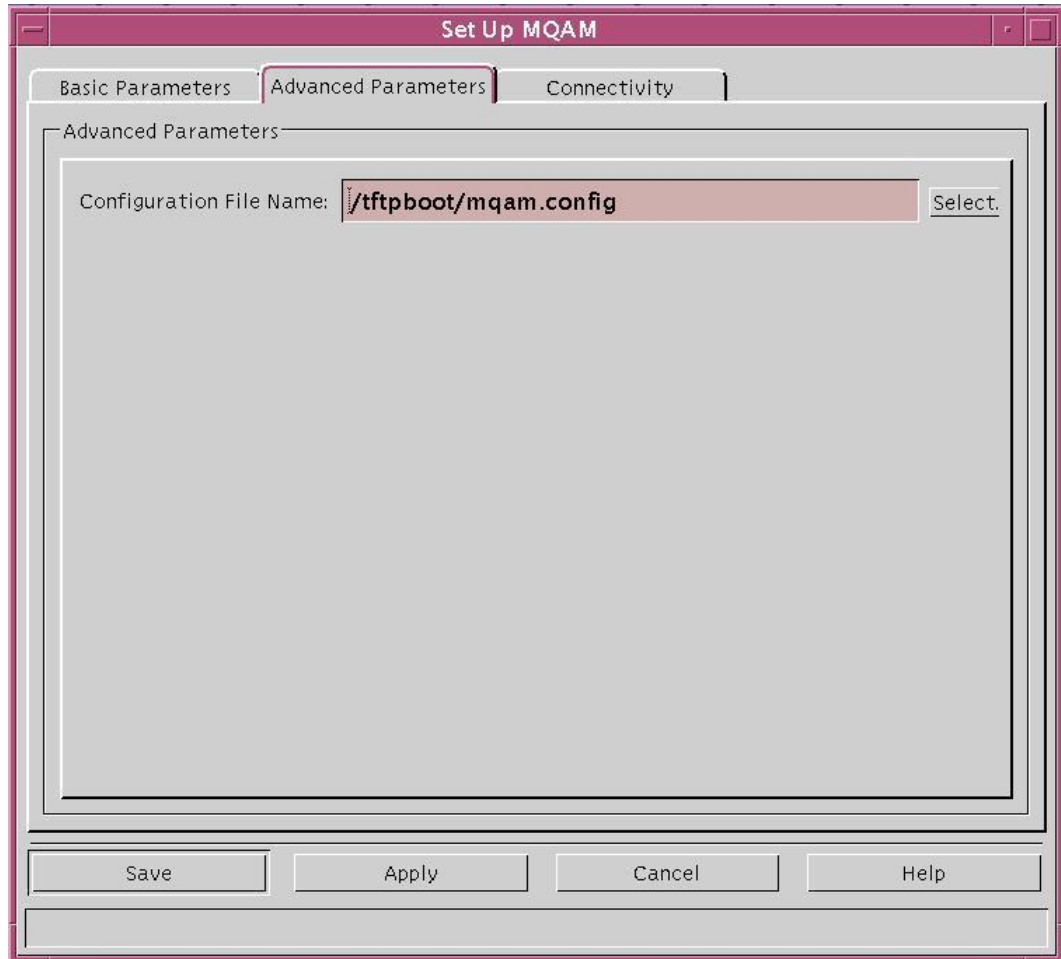 Set Up MQAM
Basic Parameters Advanced Parameters Connectivity
Advanced Parameters
Configuration File Name: /tftpboot/mqam.config Select.
Save Apply Cancel Help